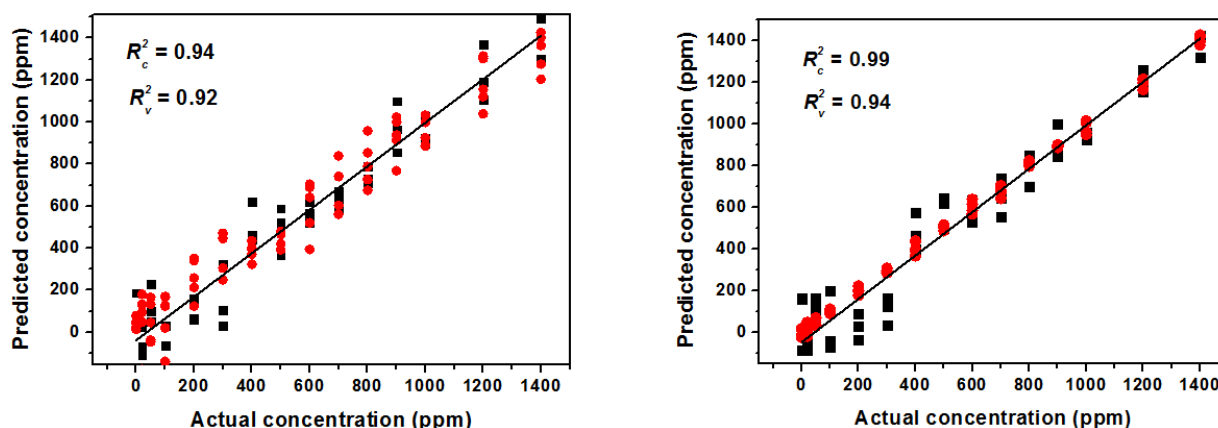 Predicted concentration (ppm)
1400
1200
1000
800
600
400
200
0
R²c = 0.94
R²v = 0.92
0 200 400 600 800 1000 1200 1400
Actual concentration (ppm)
Predicted concentration (ppm)
1400
1200
1000
800
600
400
200
0
R²c = 0.99
R²v = 0.94
0 200 400 600 800 1000 1200 1400
Actual concentration (ppm)